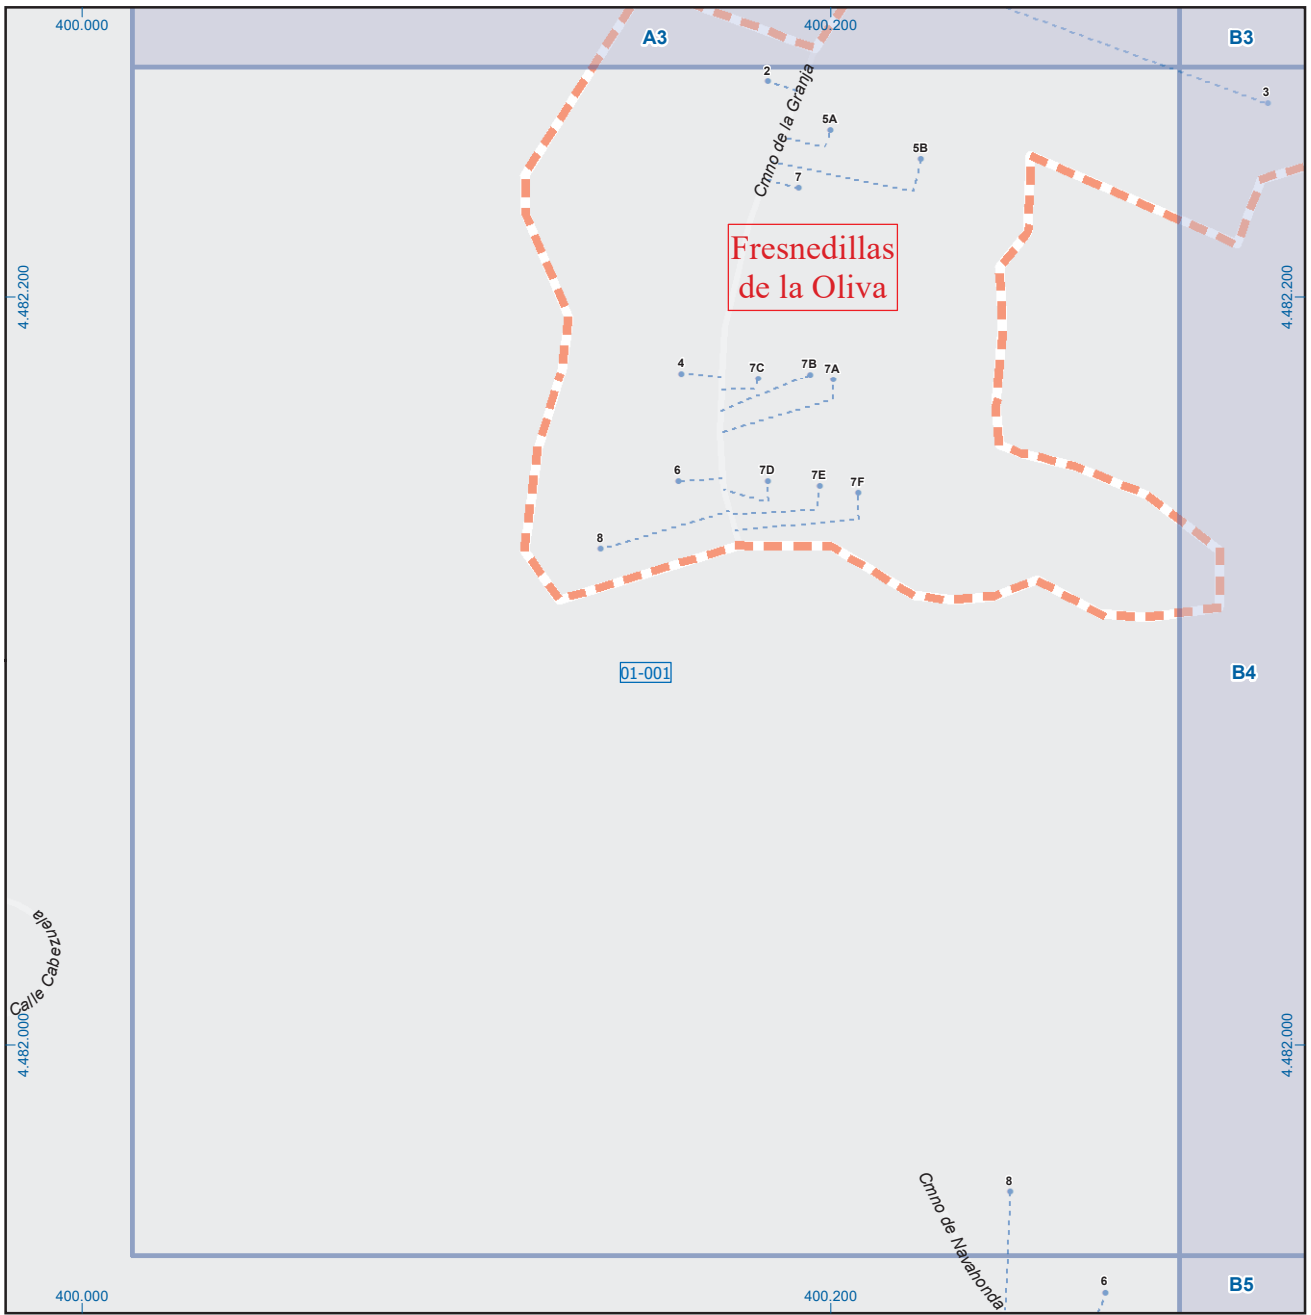 400.000
400.200
A3
B3
2
3
Cmno de la Granja
5A
5B
7
Fresnedillas
de la Oliva
4.482.200
4.482.200
4
7C
7B
7A
6
7D
7E
7F
8
01-001
B4
Calle Cabezuela
4.482.000
4.482.000
Cmno de Navahonda
8
6
B5
400.000
400.200